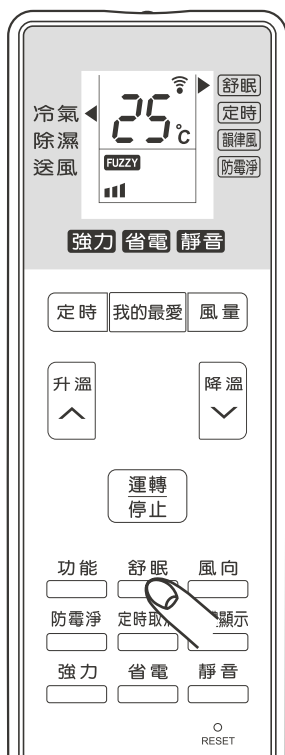 舒眠
冷氣 25°C 定時
除濕 韻律風
送風 FUZZY 防霉淨
強力 省電 靜音
定時 我的最愛 風量
升溫 降溫
運轉
停止
功能 舒眠 風向
防霉淨 定時取 顯示
強力 省電 靜音
RESET